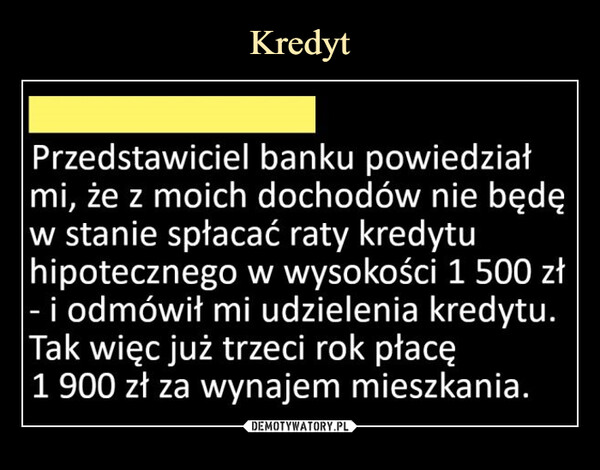 Kredyt
Przedstawiciel banku powiedział
mi, że z moich dochodów nie będę
w stanie spłacać raty kredytu
hipotecznego w wysokości 1 500 zł
- i odmówił mi udzielenia kredytu.
Tak więc już trzeci rok płacę
1 900 zł za wynajem mieszkania.
DEMOTYWATORY.PL